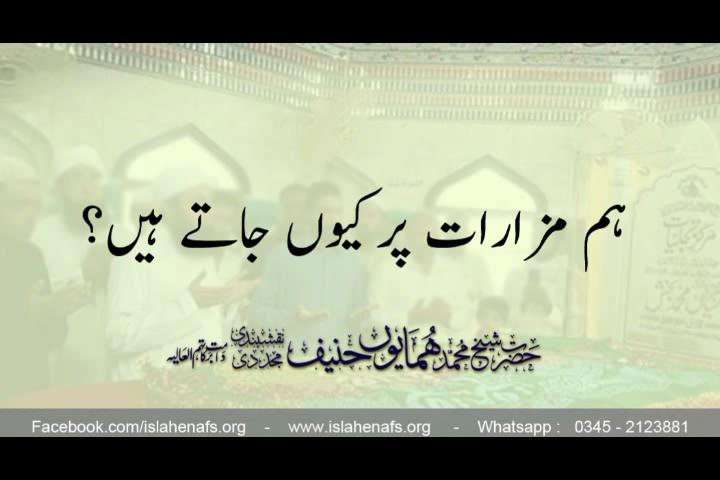 ہم مزارات پر کیوں جاتے ہیں؟
حضرت شیخ محمد ہمایوں حنیف نقشبندی مجددی دامت برکاتہم العالیہ
Facebook.com/islahenafs.org - www.islahenafs.org - Whatsapp : 0345 - 2123881